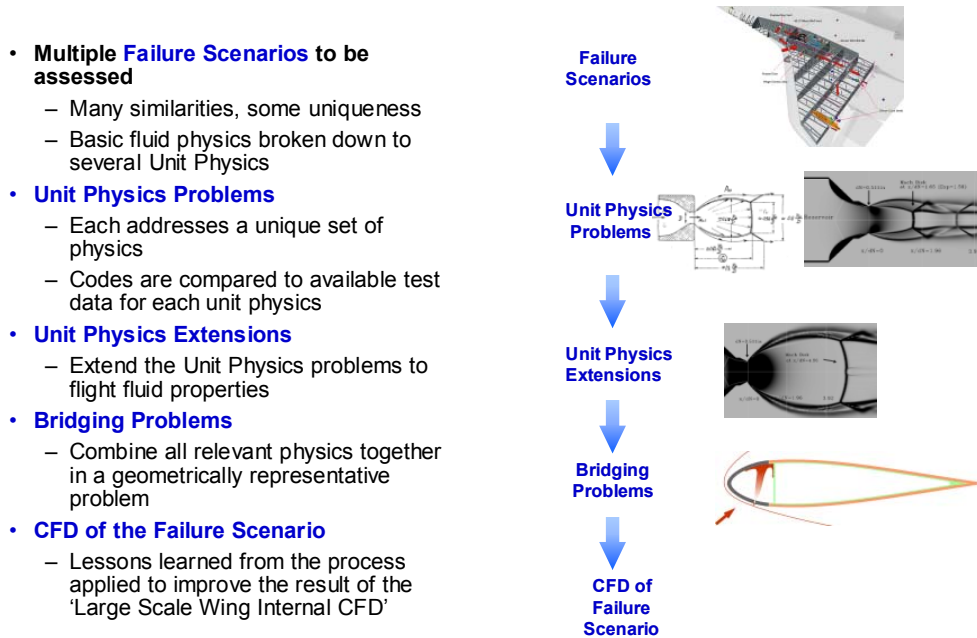 • Multiple Failure Scenarios to be
assessed
– Many similarities, some uniqueness
– Basic fluid physics broken down to
several Unit Physics
• Unit Physics Problems
– Each addresses a unique set of
physics
– Codes are compared to available test
data for each unit physics
• Unit Physics Extensions
– Extend the Unit Physics problems to
flight fluid properties
• Bridging Problems
– Combine all relevant physics together
in a geometrically representative
problem
• CFD of the Failure Scenario
– Lessons learned from the process
applied to improve the result of the
‘Large Scale Wing Internal CFD’
Failure
Scenarios
Unit Physics
Problems
Reservoir
Mach Disk
Unit Physics
Extensions
Mach Disk
Bridging
Problems
CFD of
Failure
Scenario